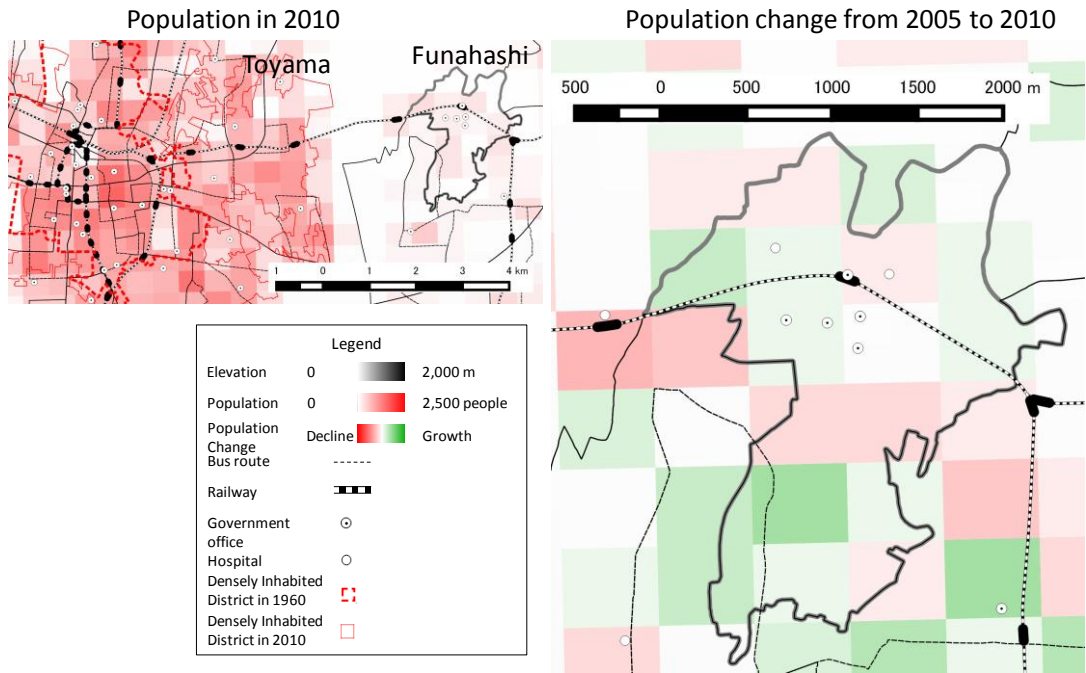 Population in 2010
Population change from 2005 to 2010
Toyama
Funahashi
1 0 1 2 3 4 km
500 0 500 1000 1500 2000 m
Legend
Elevation 0 2,000 m
Population 0 2,500 people
Population
Change Decline Growth
Bus route
Railway
Government
office
Hospital
Densely Inhabited
District in 1960
Densely Inhabited
District in 2010